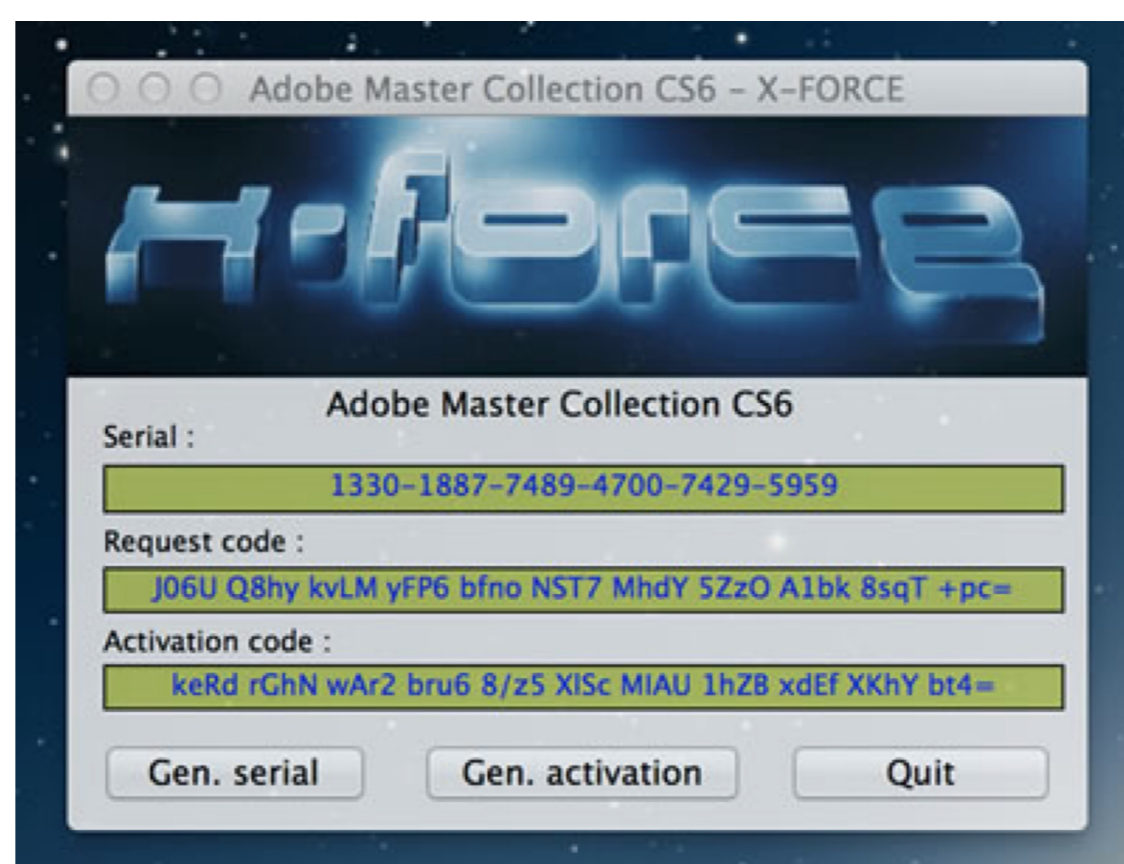 Adobe Master Collection CS6 – X-FORCE
X-force
Adobe Master Collection CS6
Serial :
1330-1887-7489-4700-7429-5959
Request code :
J06U Q8hy kvLM yFP6 bfno NST7 MhdY 5ZzO A1bk 8sqT +pc=
Activation code :
keRd rGhN wAr2 bru6 8/z5 XlSc MIAU 1hZB xdEf XKhY bt4=
Gen. serial Gen. activation Quit